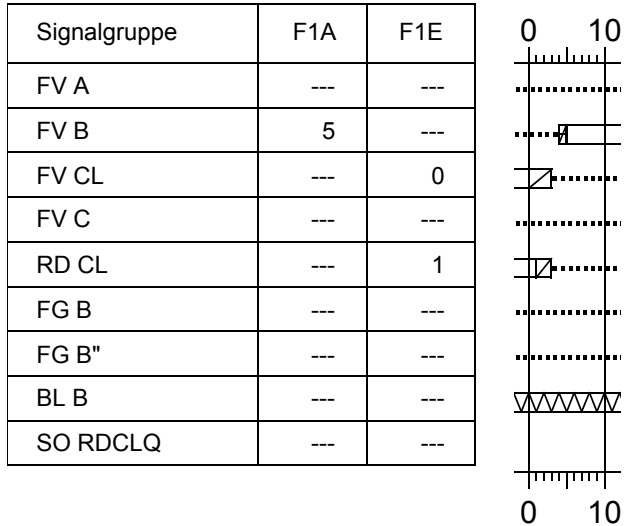 Signalgruppe F1A F1E 0 10
FV A --- ---
FV B 5 ---
FV CL --- 0
FV C --- ---
RD CL --- 1
FG B --- ---
FG B" --- ---
BL B --- ---
SO RDCLQ --- ---
0 10